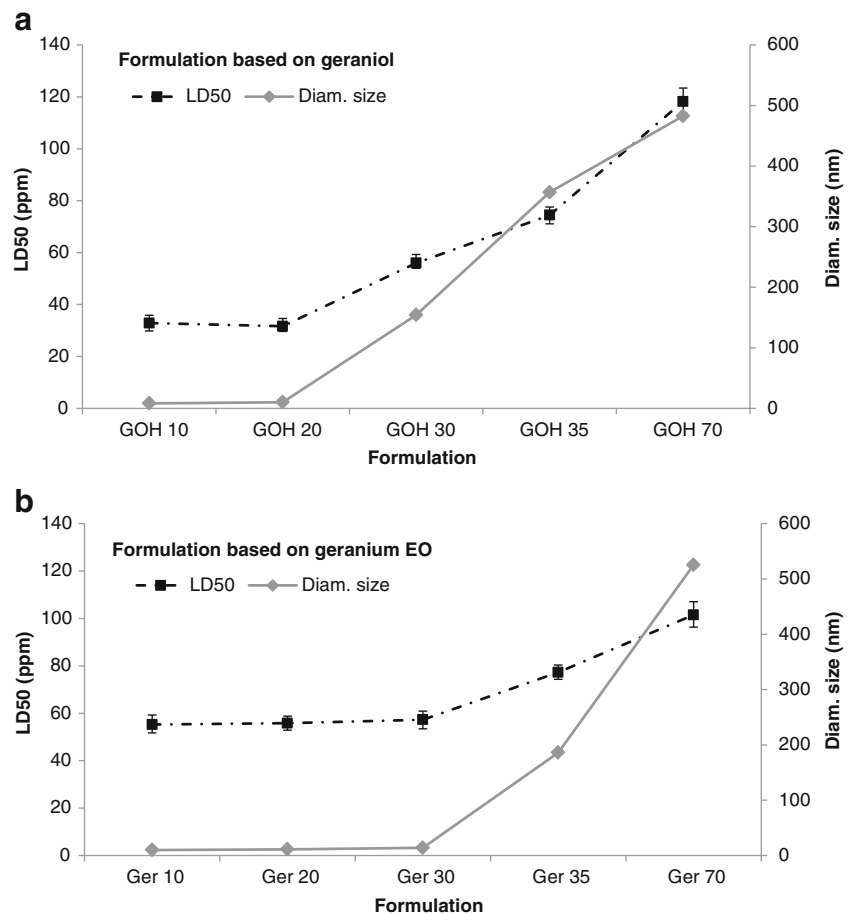 a
Formulation based on geraniol
LD50 Diam. size
140
120
100
80
60
40
20
0
LD50 (ppm)
600
500
400
300
200
100
0
Diam. size (nm)
GOH 10 GOH 20 GOH 30 GOH 35 GOH 70
Formulation
b
Formulation based on geranium EO
LD50 Diam. size
140
120
100
80
60
40
20
0
LD50 (ppm)
600
500
400
300
200
100
0
Diam. size (nm)
Ger 10 Ger 20 Ger 30 Ger 35 Ger 70
Formulation